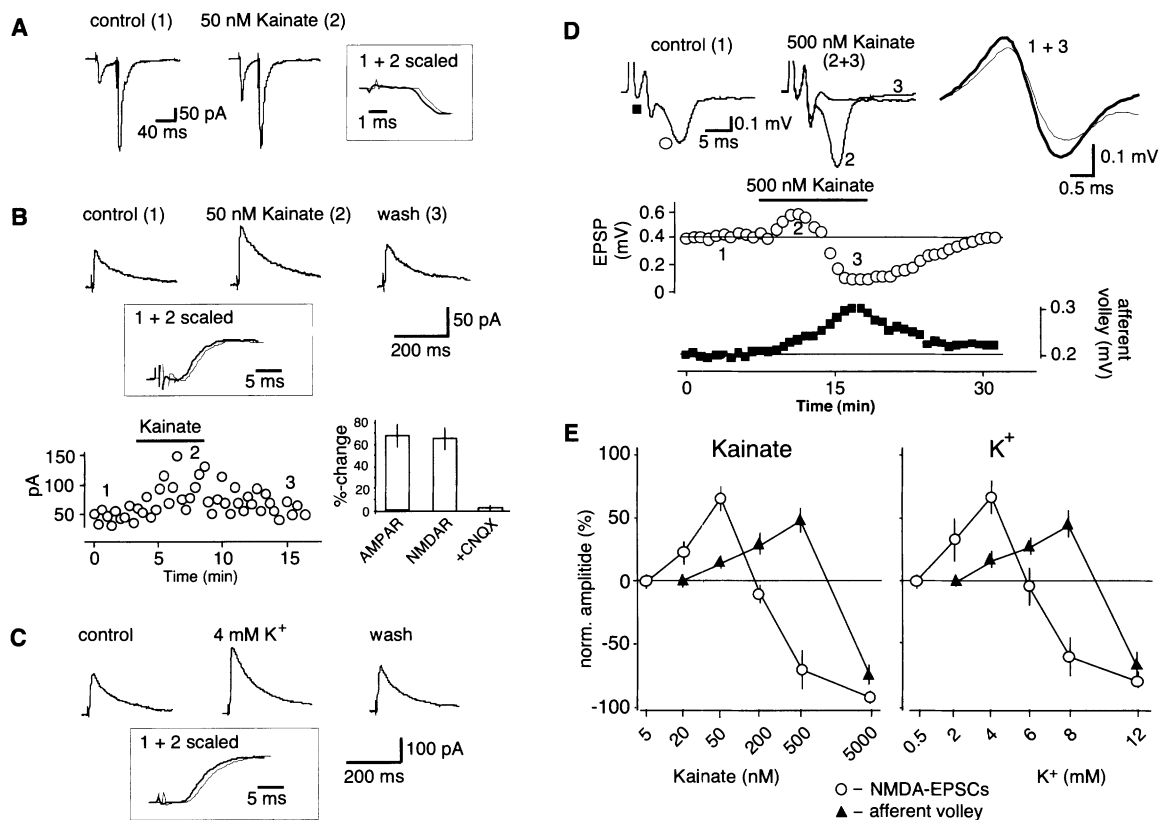 A
control (1)
50 nM Kainate (2)
50 pA
40 ms
1 + 2 scaled
1 ms
B
control (1)
50 nM Kainate (2)
wash (3)
50 pA
200 ms
1 + 2 scaled
5 ms
Kainate
pA
150
100
50
1
2
3
0 5 10 15
Time (min)
%-change
80
60
40
20
0
AMPAR
NMDAR
+CNQX
C
control
4 mM K+
wash
1 + 2 scaled
5 ms
100 pA
200 ms
D
control (1)
500 nM Kainate
(2+3)
3
2
0.1 mV
5 ms
1 + 3
0.1 mV
0.5 ms
500 nM Kainate
EPSP
(mV)
0.6
0.4
0.2
0
1
2
3
0.3
0.2
afferent
volley
(mV)
0 15 30
Time (min)
E
Kainate
K+
norm. amplitide (%)
100
50
0
-50
-100
5 20 50 200 500 5000
Kainate (nM)
0.5 2 4 6 8 12
K+ (mM)
– NMDA-EPSCs
– afferent volley